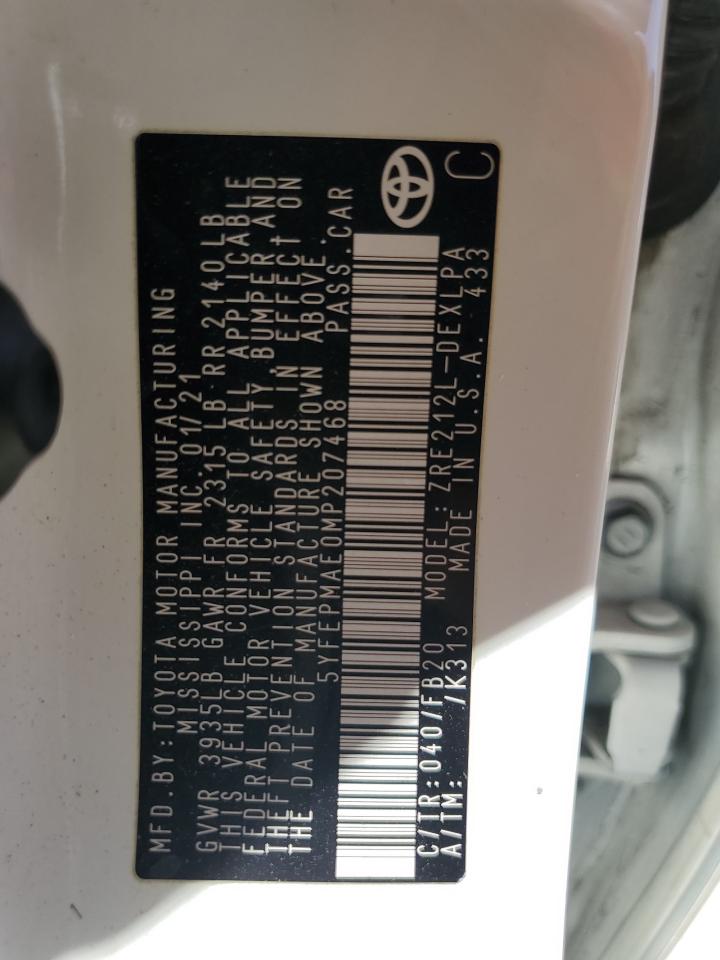 MFD.BY:TOYOTA MOTOR MANUFACTURING
MISSISSIPPI INC.01/21
GVWR 3935LB GAWR FR 2315 LB RR 2140LB
THIS VEHICLE CONFORMS TO ALL APPLICABLE
FEDERAL MOTOR VEHICLE SAFETY, BUMPER AND
THEFT PREVENTION STANDARDS IN EFFECT ON
THE DATE OF MANUFACTURE SHOWN ABOVE.
5YFEPMAE0MP207468 PASS.CAR
C/TR:040/FB20 MODEL:ZRE212L-DEXLPA
A/TM: /K313 MADE IN U.S.A. 433
C